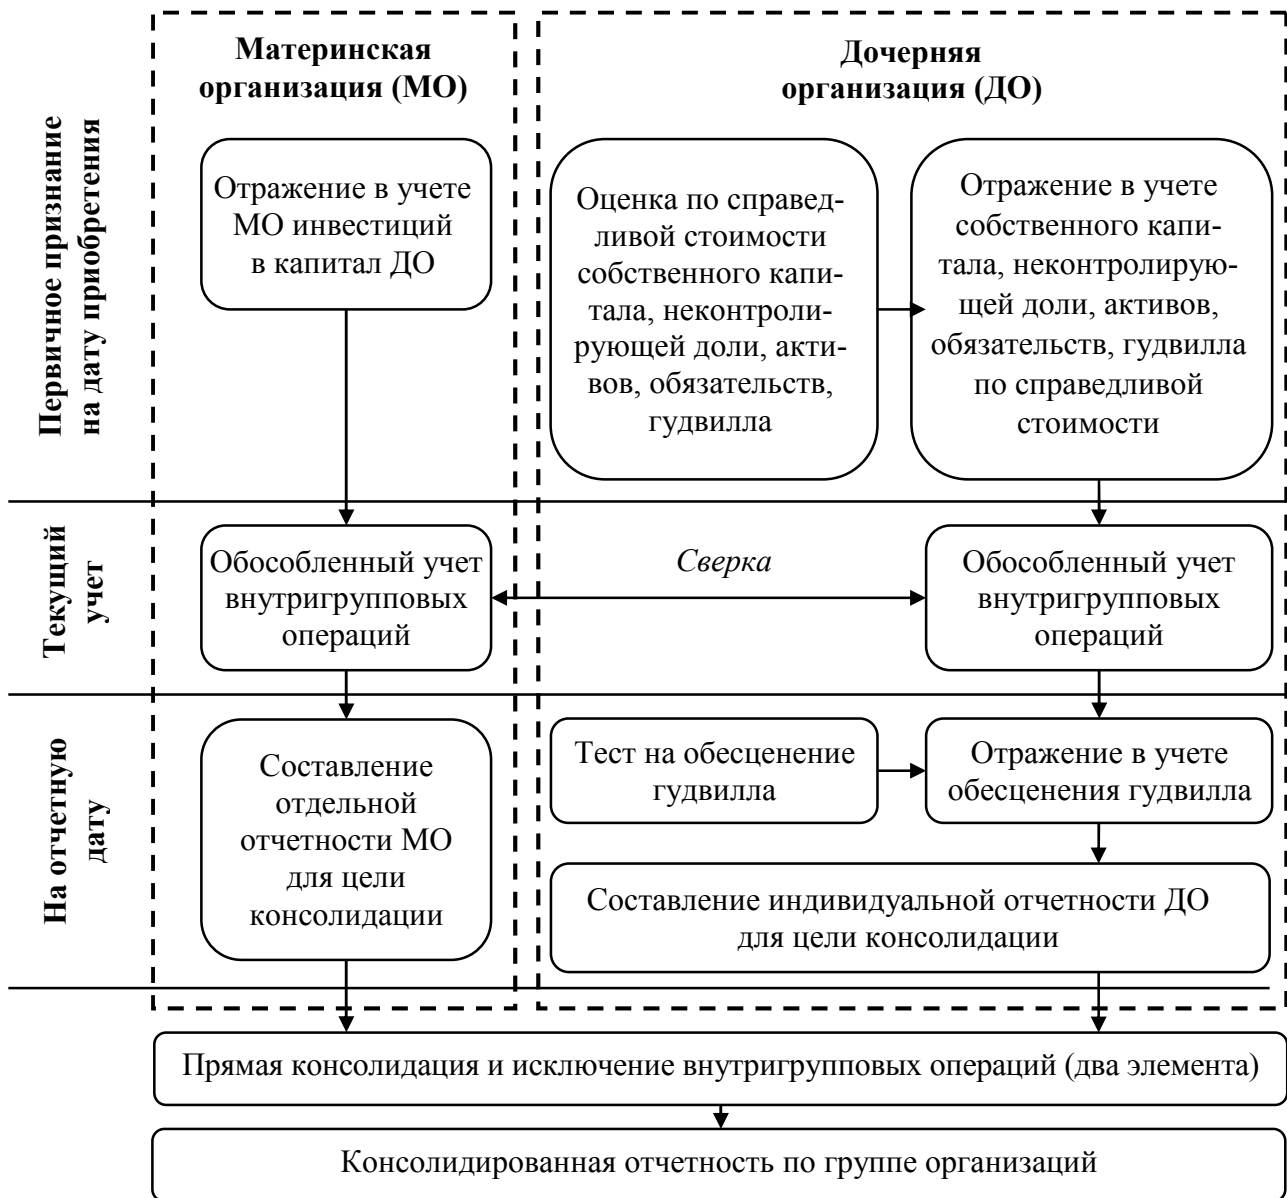 Материнская
организация (МО)
Дочерняя
организация (ДО)
Первичное признание
на дату приобретения
Отражение в учете
МО инвестиций
в капитал ДО
Оценка по справед-
ливой стоимости
собственного капи-
тала, неконтроли-
рующей доли, акти-
вов, обязательств,
гудвилла
Отражение в учете
собственного капи-
тала, неконтролирую-
щей доли, активов,
обязательств, гудвилла
по справедливой
стоимости
Текущий
учет
Обособленный учет
внутригрупповых
операций
Сверка
Обособленный учет
внутригрупповых
операций
На отчетную
дату
Составление
отдельной
отчетности МО
для цели
консолидации
Тест на обесценение
гудвилла
Отражение в учете
обесценения гудвилла
Составление индивидуальной отчетности ДО
для цели консолидации
Прямая консолидация и исключение внутригрупповых операций (два элемента)
Консолидированная отчетность по группе организаций